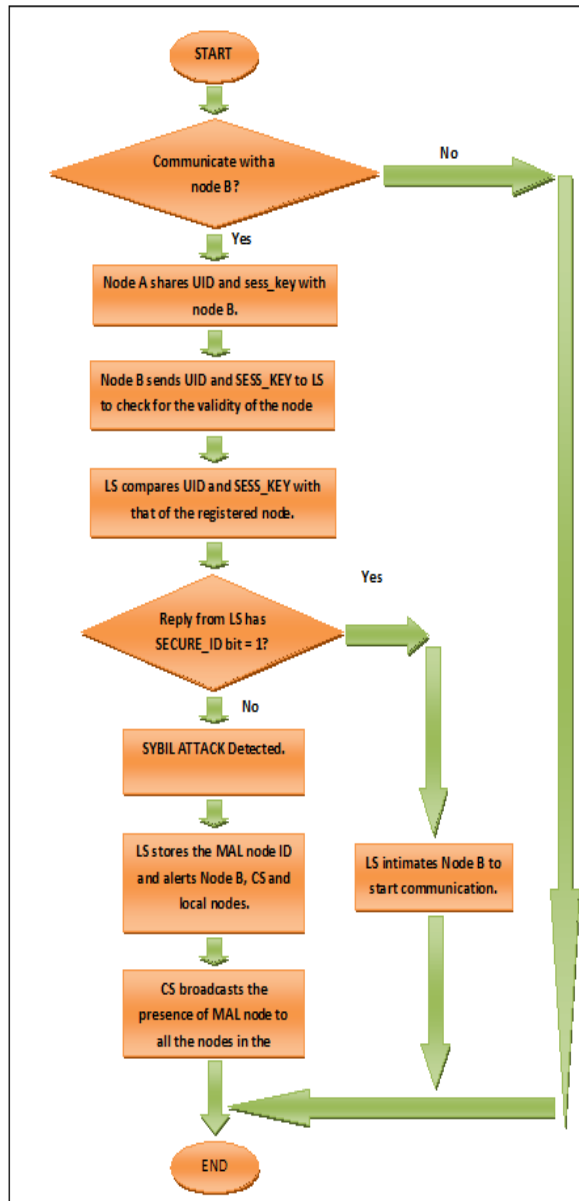 START
Communicate with a
node B?
No
Yes
Node A shares UID and sess_key with
node B.
Node B sends UID and SESS_KEY to LS
to check for the validity of the node
LS compares UID and SESS_KEY with
that of the registered node.
Yes
Reply from LS has
SECURE_ID bit = 1?
No
SYBIL ATTACK Detected.
LS stores the MAL node ID
and alerts Node B, CS and
local nodes.
LS intimates Node B to
start communication.
CS broadcasts the
presence of MAL node to
all the nodes in the
END